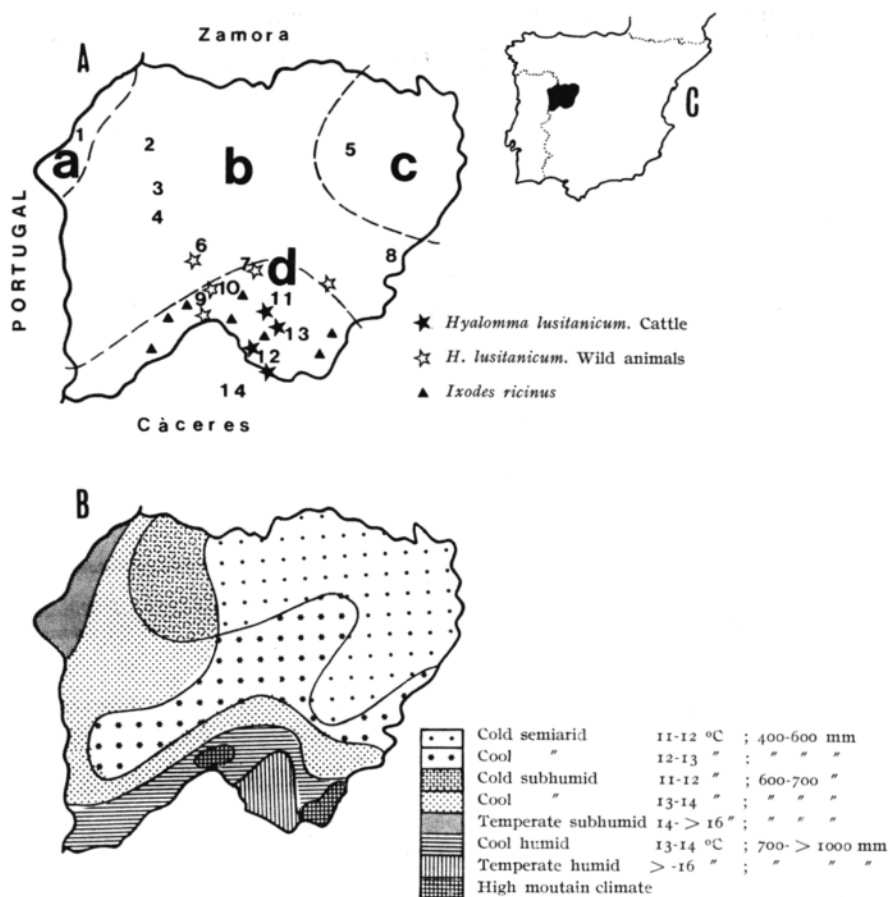 Zamora
A
C
1
2
5
a
b
c
3
4
PORTUGAL
6
8
7
d
10
11
9
Hyalomma lusitanicum. Cattle
13
12
H. lusitanicum. Wild animals
14
Ixodes ricinus
Càceres
B
Cold semiarid 11-12 ºC ; 400-600 mm
Cool " 12-13 " : " " "
Cold subhumid 11-12 " ; 600-700 "
Cool " 13-14 " ; " " "
Temperate subhumid 14- > 16 " ; " " "
Cool humid 13-14 ºC ; 700- > 1000 mm
Temperate humid > -16 " ; " " "
High moutain climate